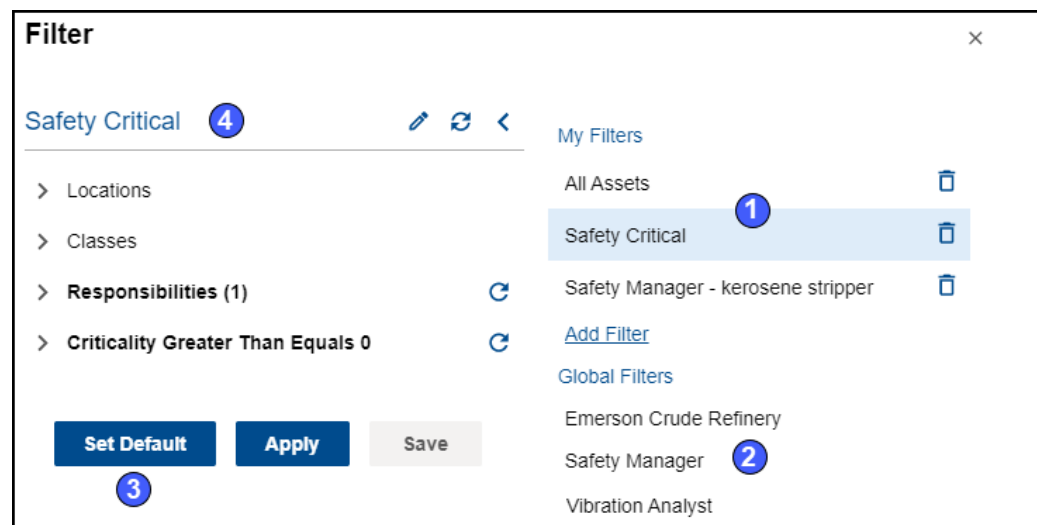 Filter
Safety Critical 4
Locations
Classes
Responsibilities (1)
Criticality Greater Than Equals 0
Set Default
Apply
Save
3
My Filters
All Assets
1
Safety Critical
Safety Manager - kerosene stripper
Add Filter
Global Filters
Emerson Crude Refinery
Safety Manager 2
Vibration Analyst